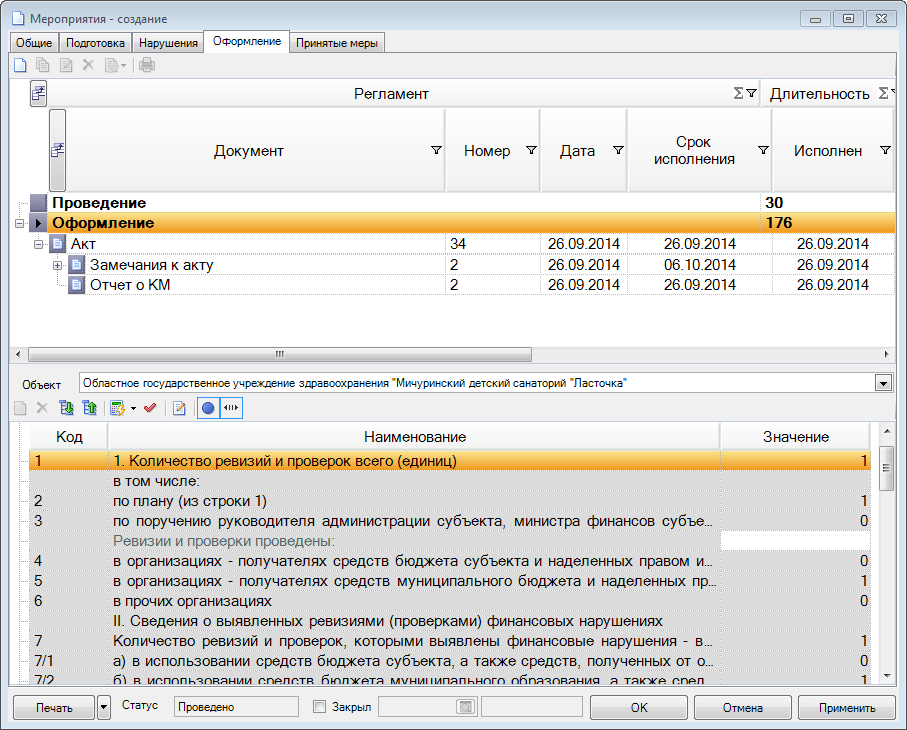 Мероприятия - создание
Общие Подготовка Нарушения Оформление Принятые меры
Регламент Длительность
Документ Номер Дата Срок исполнения Исполнен
Проведение 30
Оформление 176
Акт 34 26.09.2014 26.09.2014 26.09.2014
Замечания к акту 2 26.09.2014 06.10.2014 26.09.2014
Отчет о КМ 2 26.09.2014 26.09.2014 26.09.2014
Объект Областное государственное учреждение здравоохранения "Мичуринский детский санаторий "Ласточка"
Код Наименование Значение
1 1. Количество ревизий и проверок всего (единиц) 1
в том числе:
2 по плану (из строки 1) 1
3 по поручению руководителя администрации субъекта, министра финансов субъе... 0
Ревизии и проверки проведены:
4 в организациях - получателях средств бюджета субъекта и наделенных правом и... 0
5 в организациях - получателях средств муниципального бюджета и наделенных пр... 1
6 в прочих организациях 0
II. Сведения о выявленных ревизиями (проверками) финансовых нарушениях
7 Количество ревизий и проверок, которыми выявлены финансовые нарушения - в... 1
7/1 а) в использовании средств бюджета субъекта, а также средств, полученных от о... 0
7/2 б) в использовании средств бюджета муниципального образования, а также сред... 1
Печать Статус Проведено Закрыл ОК Отмена Применить